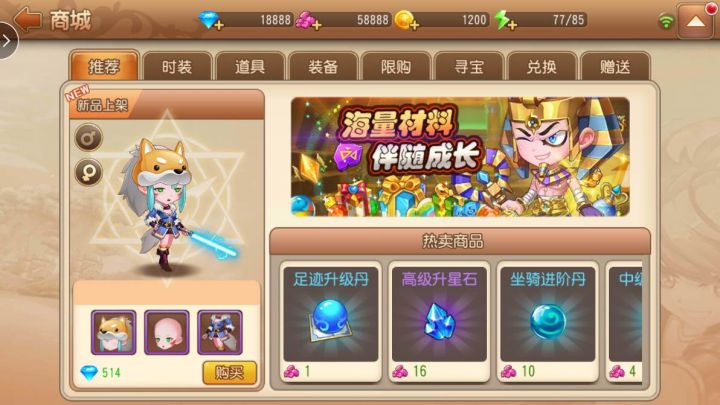 商城
18888
58888
1200
77/85
推荐
时装
道具
装备
限购
寻宝
兑换
赠送
NEW
新品上架
海量材料
伴随成长
热卖商品
足迹升级丹
高级升星石
坐骑进阶丹
中级
514
购买
1
16
10
4